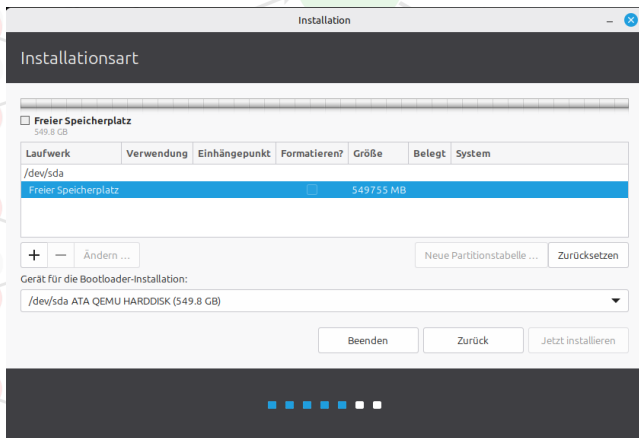 Installation
Installationsart
Freier Speicherplatz
549.8 GB
Laufwerk Verwendung Einhängepunkt Formatieren? Größe Belegt System
/dev/sda
Freier Speicherplatz 549755 MB
+ — Ändern ... Neue Partitionstabelle ... Zurücksetzen
Gerät für die Bootloader-Installation:
/dev/sda ATA QEMU HARDDISK (549.8 GB)
Beenden Zurück Jetzt installieren